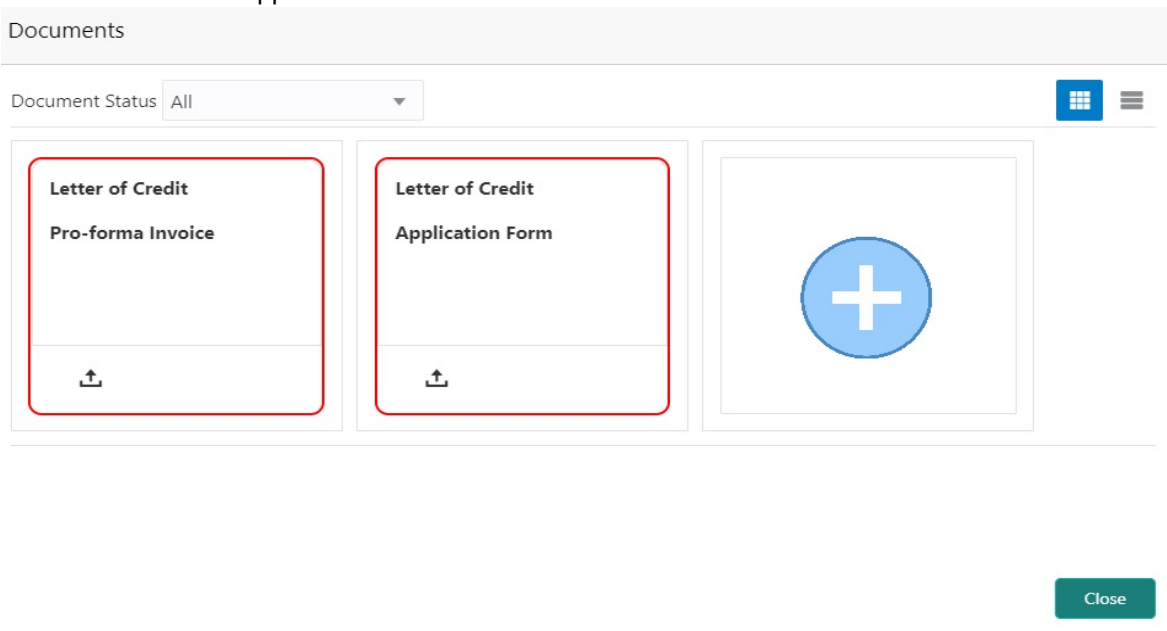 Documents
Document Status All
Letter of Credit
Pro-forma Invoice
Letter of Credit
Application Form
Close